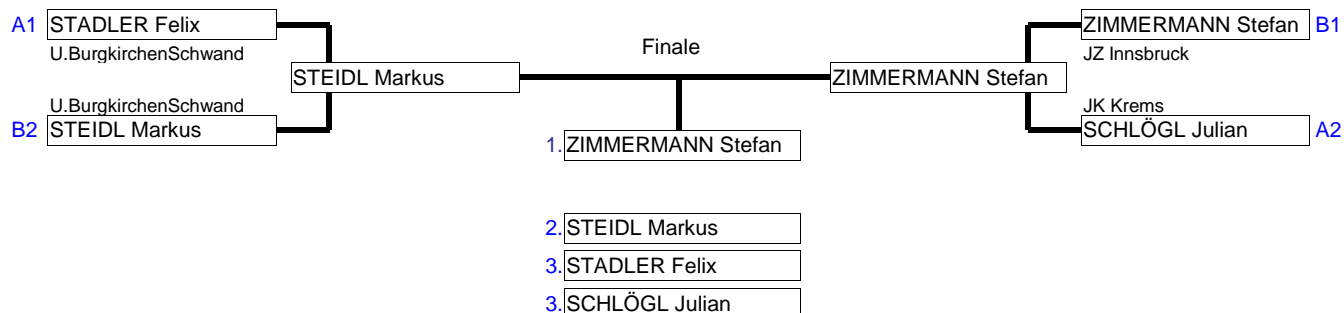 A1 STADLER Felix
U.BurgkirchenSchwand
STEIDL Markus
U.BurgkirchenSchwand
B2 STEIDL Markus
Finale
ZIMMERMANN Stefan B1
JZ Innsbruck
ZIMMERMANN Stefan
JK Krems
SCHLÖGL Julian A2
1. ZIMMERMANN Stefan
2. STEIDL Markus
3. STADLER Felix
3. SCHLÖGL Julian